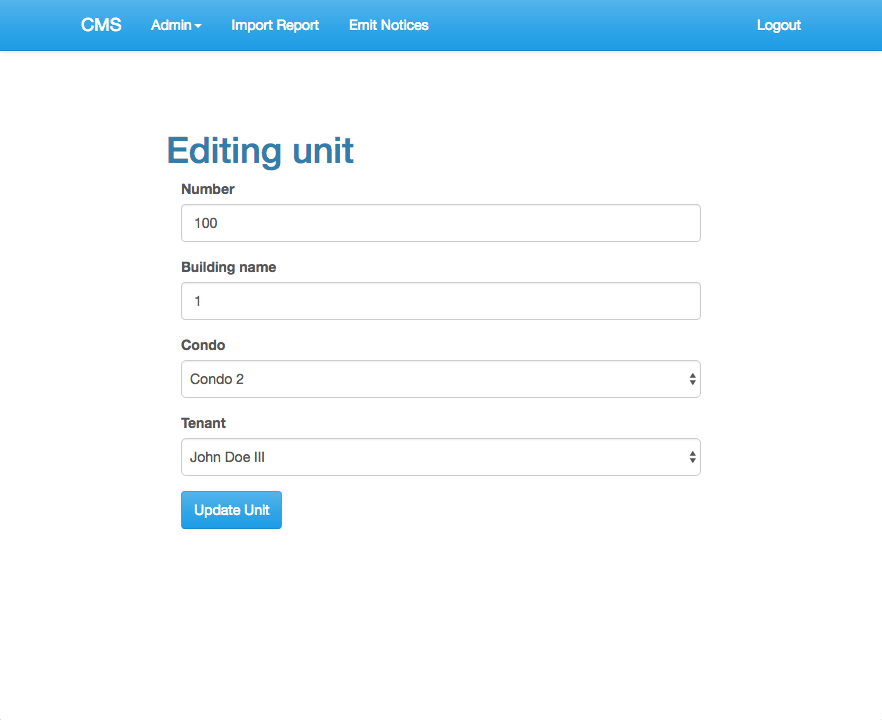 CMS Admin Import Report Emit Notices Logout
Editing unit
Number
100
Building name
1
Condo
Condo 2
Tenant
John Doe III
Update Unit